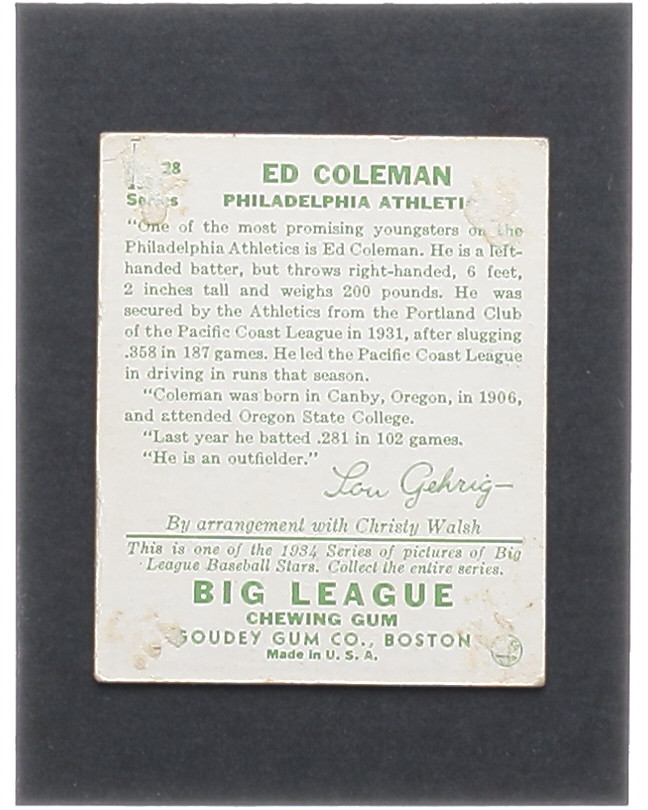 28
ED COLEMAN
Series
PHILADELPHIA ATHLETI
"One of the most promising youngsters on the
Philadelphia Athletics is Ed Coleman. He is a left-
handed batter, but throws right-handed, 6 feet,
2 inches tall and weighs 200 pounds. He was
secured by the Athletics from the Portland Club
of the Pacific Coast League in 1931, after slugging
.358 in 187 games. He led the Pacific Coast League
in driving in runs that season.
"Coleman was born in Canby, Oregon, in 1906,
and attended Oregon State College.
"Last year he batted .281 in 102 games.
"He is an outfielder."
Lou Gehrig
By arrangement with Christy Walsh
This is one of the 1934 Series of pictures of Big
League Baseball Stars. Collect the entire series.
BIG LEAGUE
CHEWING GUM
GOUDEY GUM CO., BOSTON
Made in U. S. A.